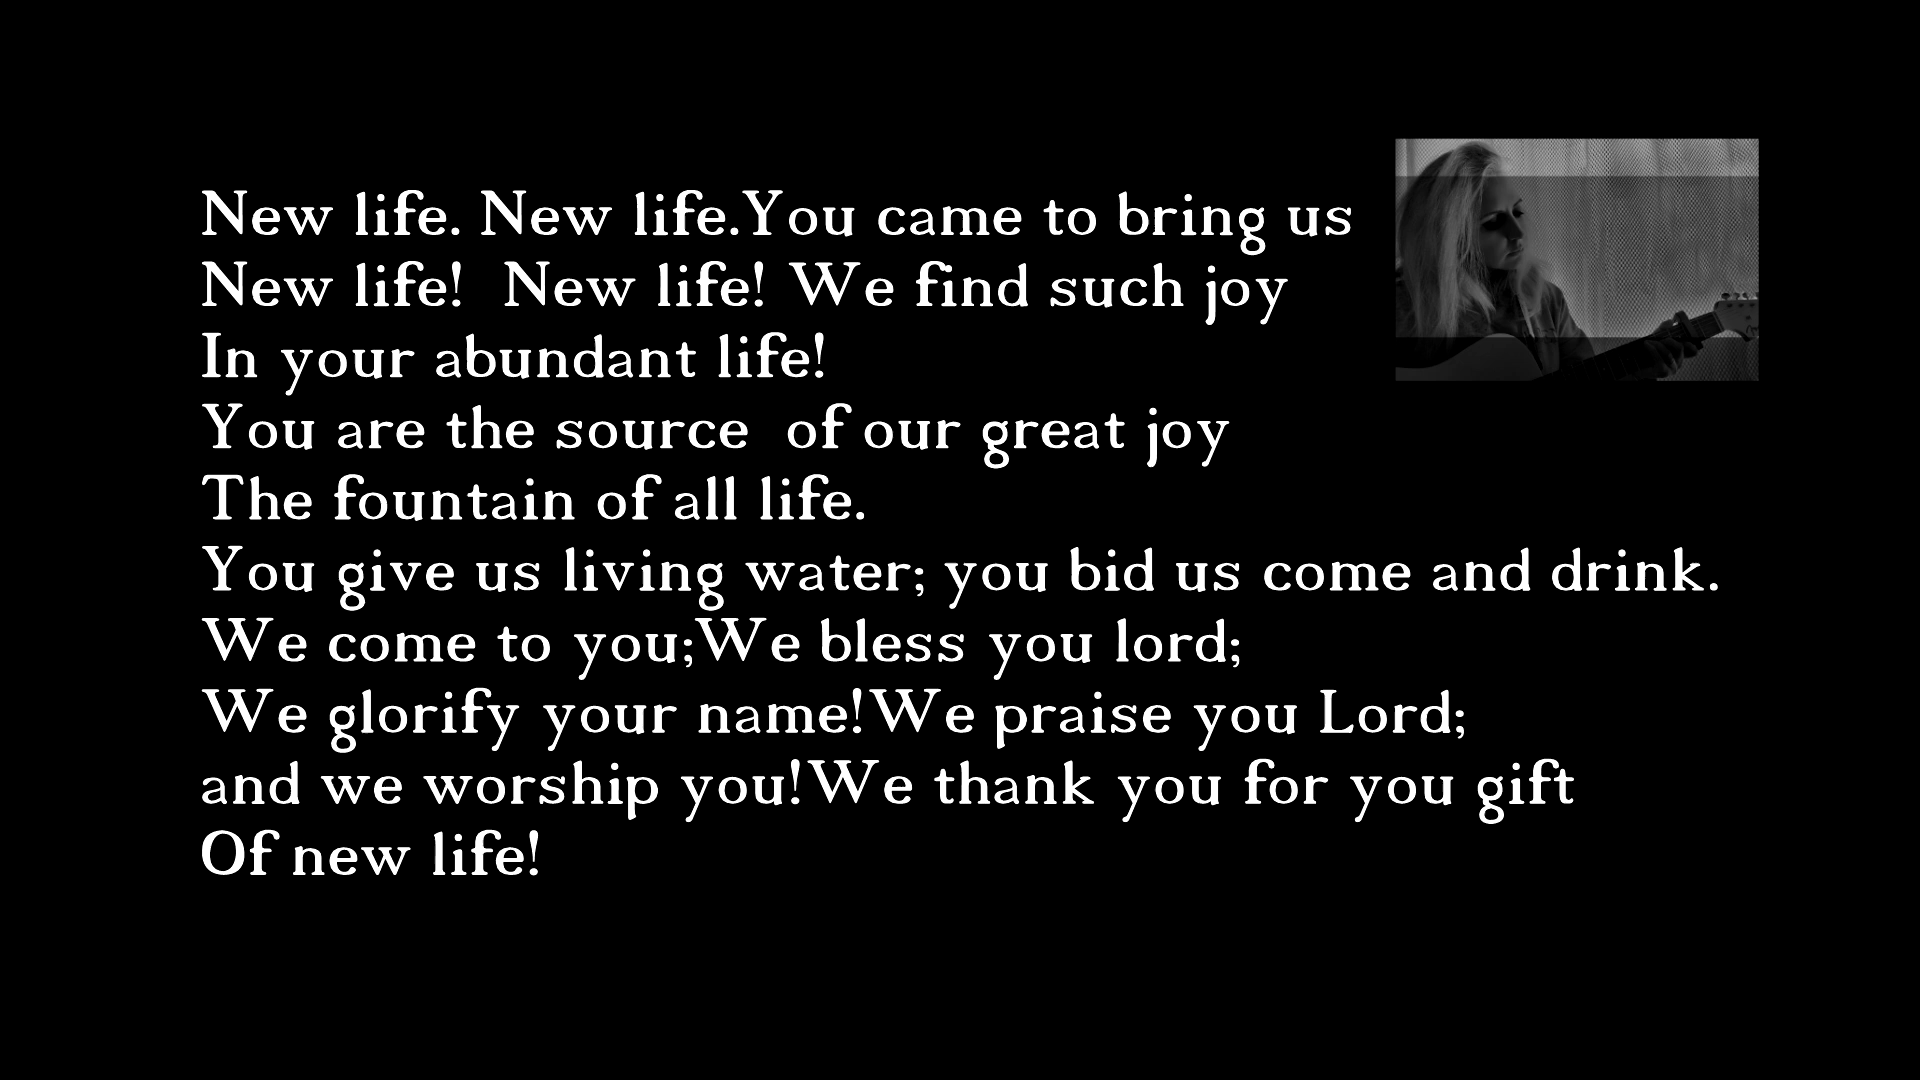 New life. New life.You came to bring us
New life!  New life! We find such joy
In your abundant life!
You are the source  of our great joy
The fountain of all life.
You give us living water; you bid us come and drink.
We come to you;We bless you lord;
We glorify your name!We praise you Lord;
and we worship you!We thank you for you gift
Of new life!